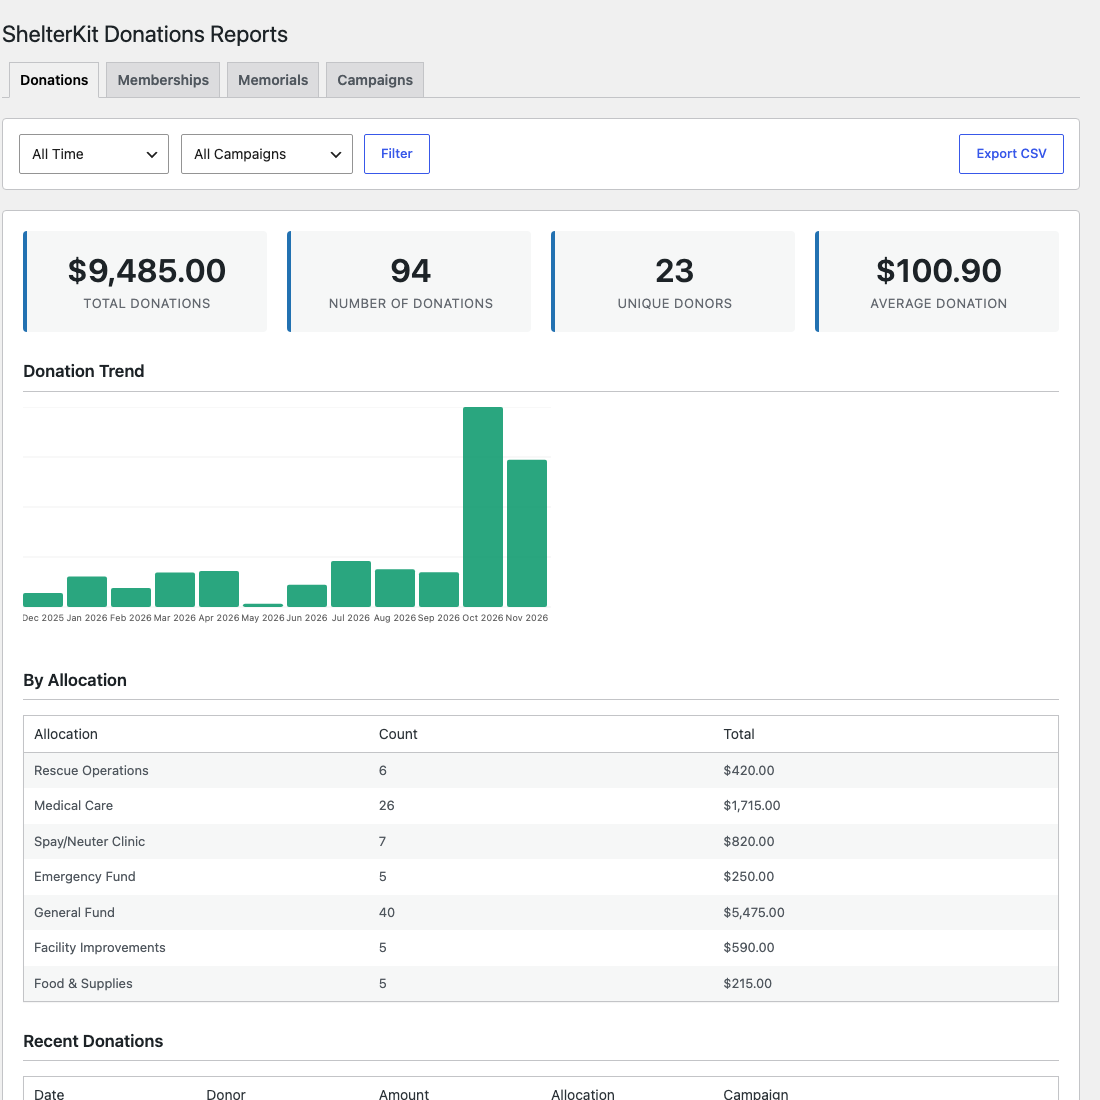 ShelterKit Donations Reports
Donations Memberships Memorials Campaigns
All Time All Campaigns Filter Export CSV
$9,485.00 94 23 $100.90
TOTAL DONATIONS NUMBER OF DONATIONS UNIQUE DONORS AVERAGE DONATION
Donation Trend
Dec 2025 Jan 2026 Feb 2026 Mar 2026 Apr 2026 May 2026 Jun 2026 Jul 2026 Aug 2026 Sep 2026 Oct 2026 Nov 2026
By Allocation
Allocation Count Total
Rescue Operations 6 $420.00
Medical Care 26 $1,715.00
Spay/Neuter Clinic 7 $820.00
Emergency Fund 5 $250.00
General Fund 40 $5,475.00
Facility Improvements 5 $590.00
Food & Supplies 5 $215.00
Recent Donations
Date Donor Amount Allocation Campaign